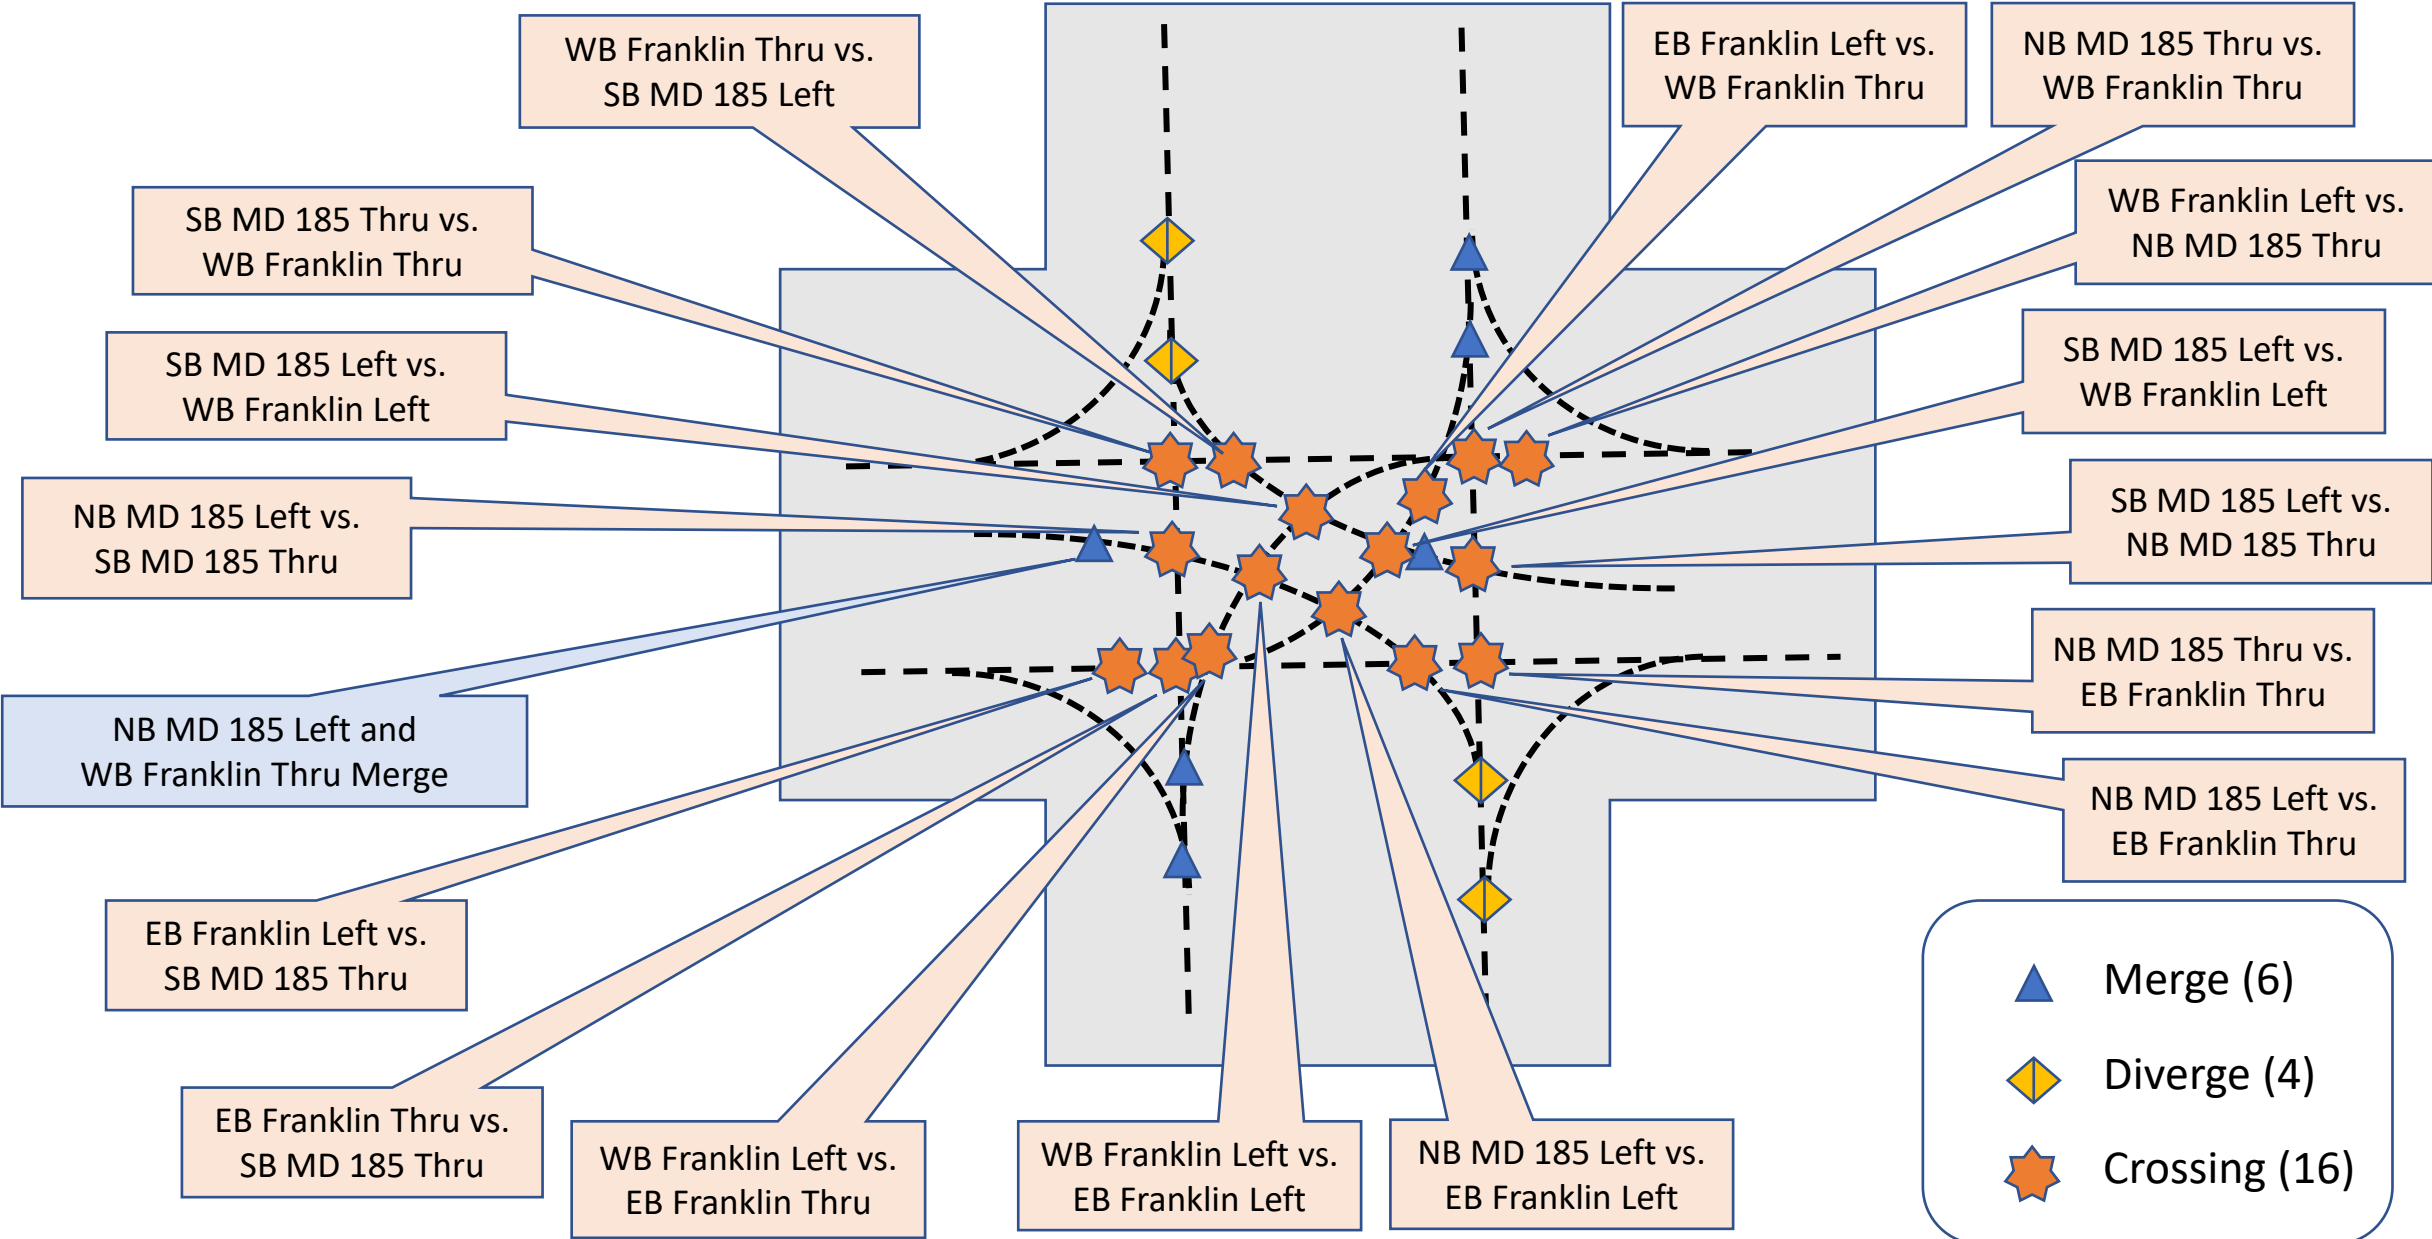 WB Franklin Thru vs.
SB MD 185 Left
EB Franklin Left vs.
WB Franklin Thru
NB MD 185 Thru vs.
WB Franklin Thru
SB MD 185 Thru vs.
WB Franklin Thru
WB Franklin Left vs.
NB MD 185 Thru
SB MD 185 Left vs.
WB Franklin Left
SB MD 185 Left vs.
WB Franklin Left
NB MD 185 Left vs.
SB MD 185 Thru
SB MD 185 Left vs.
NB MD 185 Thru
NB MD 185 Left and
WB Franklin Thru Merge
NB MD 185 Thru vs.
EB Franklin Thru
NB MD 185 Left vs.
EB Franklin Thru
EB Franklin Left vs.
SB MD 185 Thru
EB Franklin Thru vs.
SB MD 185 Thru
WB Franklin Left vs.
EB Franklin Thru
WB Franklin Left vs.
EB Franklin Left
NB MD 185 Left vs.
EB Franklin Left
Merge (6)
Diverge (4)
Crossing (16)